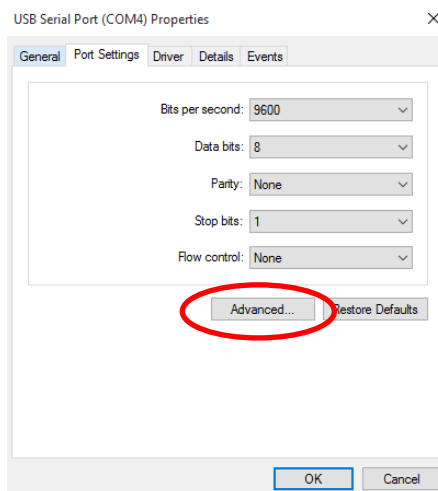 USB Serial Port (COM4) Properties
General Port Settings Driver Details Events
Bits per second: 9600
Data bits: 8
Parity: None
Stop bits: 1
Flow control: None
Advanced... Restore Defaults
OK Cancel